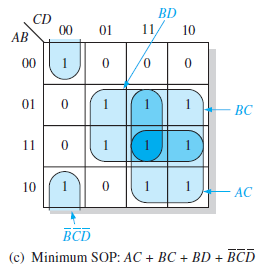 BD
CD
AB
00 01 11 10
00 1 0 0 0
01 0 1 1 1 BC
11 0 1 1 1
10 1 0 1 1 AC
B̅C̅D̅
(c) Minimum SOP: AC + BC + BD + B̅C̅D̅